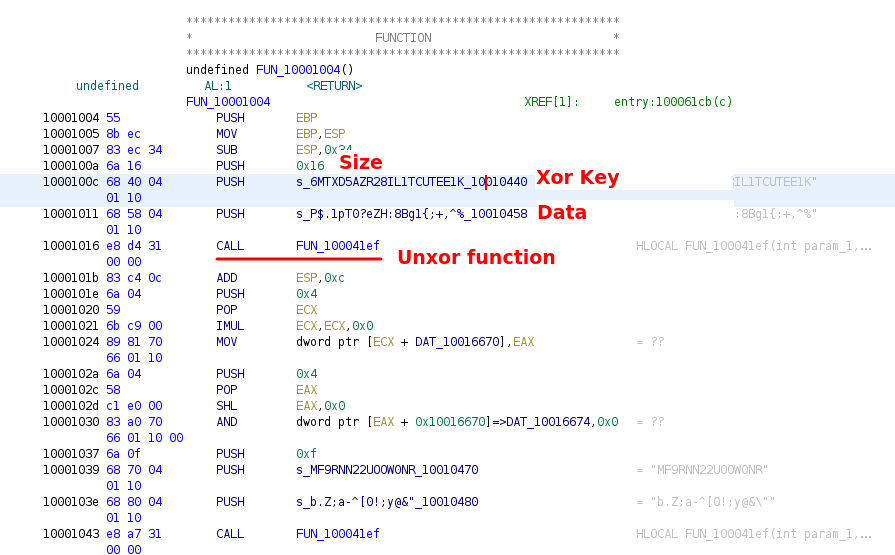 ************************************************************
* FUNCTION *
************************************************************
undefined FUN_10001004()
undefined AL:1 <RETURN>
FUN_10001004 XREF[1]: entry:100061cb(c)
10001004 55 PUSH EBP
10001005 8b ec MOV EBP,ESP
10001007 83 ec 34 SUB ESP,0x34
1000100a 6a 16 PUSH 0x16
Size
1000100c 68 40 04 PUSH s_6MTXD5AZR28IL1TCUTEE1K_10010440 Xor Key IL1TCUTEE1K"
01 10
10001011 68 58 04 PUSH s_P$.1pT0?eZH:8Bg1{;+,^%_10010458 Data :8Bg1{;+,^%"
01 10
10001016 e8 d4 31 CALL FUN_100041ef HLOCAL FUN_100041ef(int param_1,...
00 00
Unxor function
1000101b 83 c4 0c ADD ESP,0xc
1000101e 6a 04 PUSH 0x4
10001020 59 POP ECX
10001021 6b c9 00 IMUL ECX,ECX,0x0
10001024 89 81 70 MOV dword ptr [ECX + DAT_10016670],EAX = ??
66 01 10
1000102a 6a 04 PUSH 0x4
1000102c 58 POP EAX
1000102d c1 e0 00 SHL EAX,0x0
10001030 83 a0 70 AND dword ptr [EAX + 0x10016670]=>DAT_10016674,0x0 = ??
66 01 10 00
10001037 6a 0f PUSH 0xf
10001039 68 70 04 PUSH s_MF9RNN22UOOW0NR_10010470 = "MF9RNN22UOOW0NR"
01 10
1000103e 68 80 04 PUSH s_b.Z;a-^[0!;y@&"_10010480 = "b.Z;a-^[0!;y@&\""
01 10
10001043 e8 a7 31 CALL FUN_100041ef HLOCAL FUN_100041ef(int param_1,...
00 00